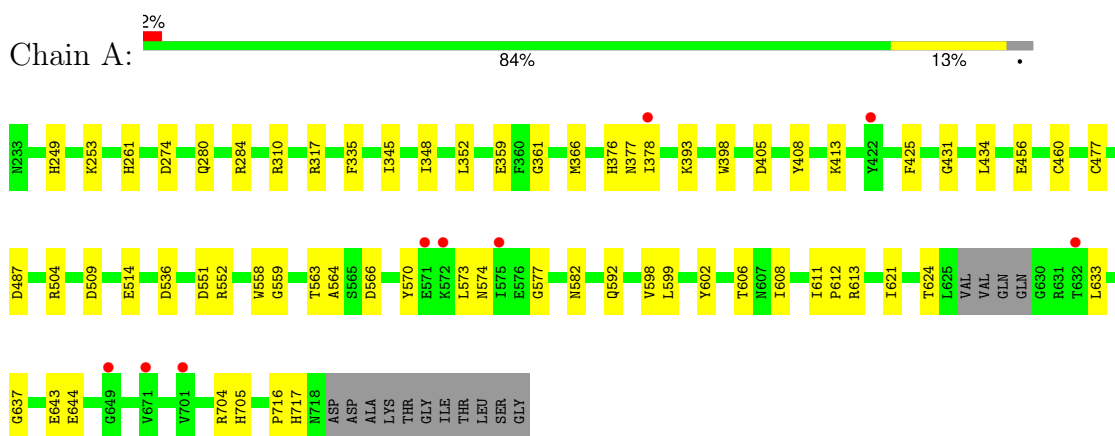 2%
Chain A:
84% 13% •
N233 H249 K253 H261 D274 Q280 R284 R310 R317 F335 I345 I348 L352 E359 F360 G361 M366 H376 N377 I378 K393 W398 D405 Y408 K413 Y422 F425 G431 L434 E456 C460 C477
D487 R504 D509 E514 D536 D551 R552 W558 G559 T563 A564 S565 D566 Y570 E571 K572 L573 N574 I575 E576 G577 N582 Q592 V598 L599 Y602 T606 N607 I608 I611 P612 R613 I621 T624 L625 VAL VAL GLN GLN G630 R631 T632 L633
G637 E643 E644 G649 V671 V701 R704 H705 P716 H717 N718 ASP ASP ALA LYS THR GLY ILE THR LEU SER GLY